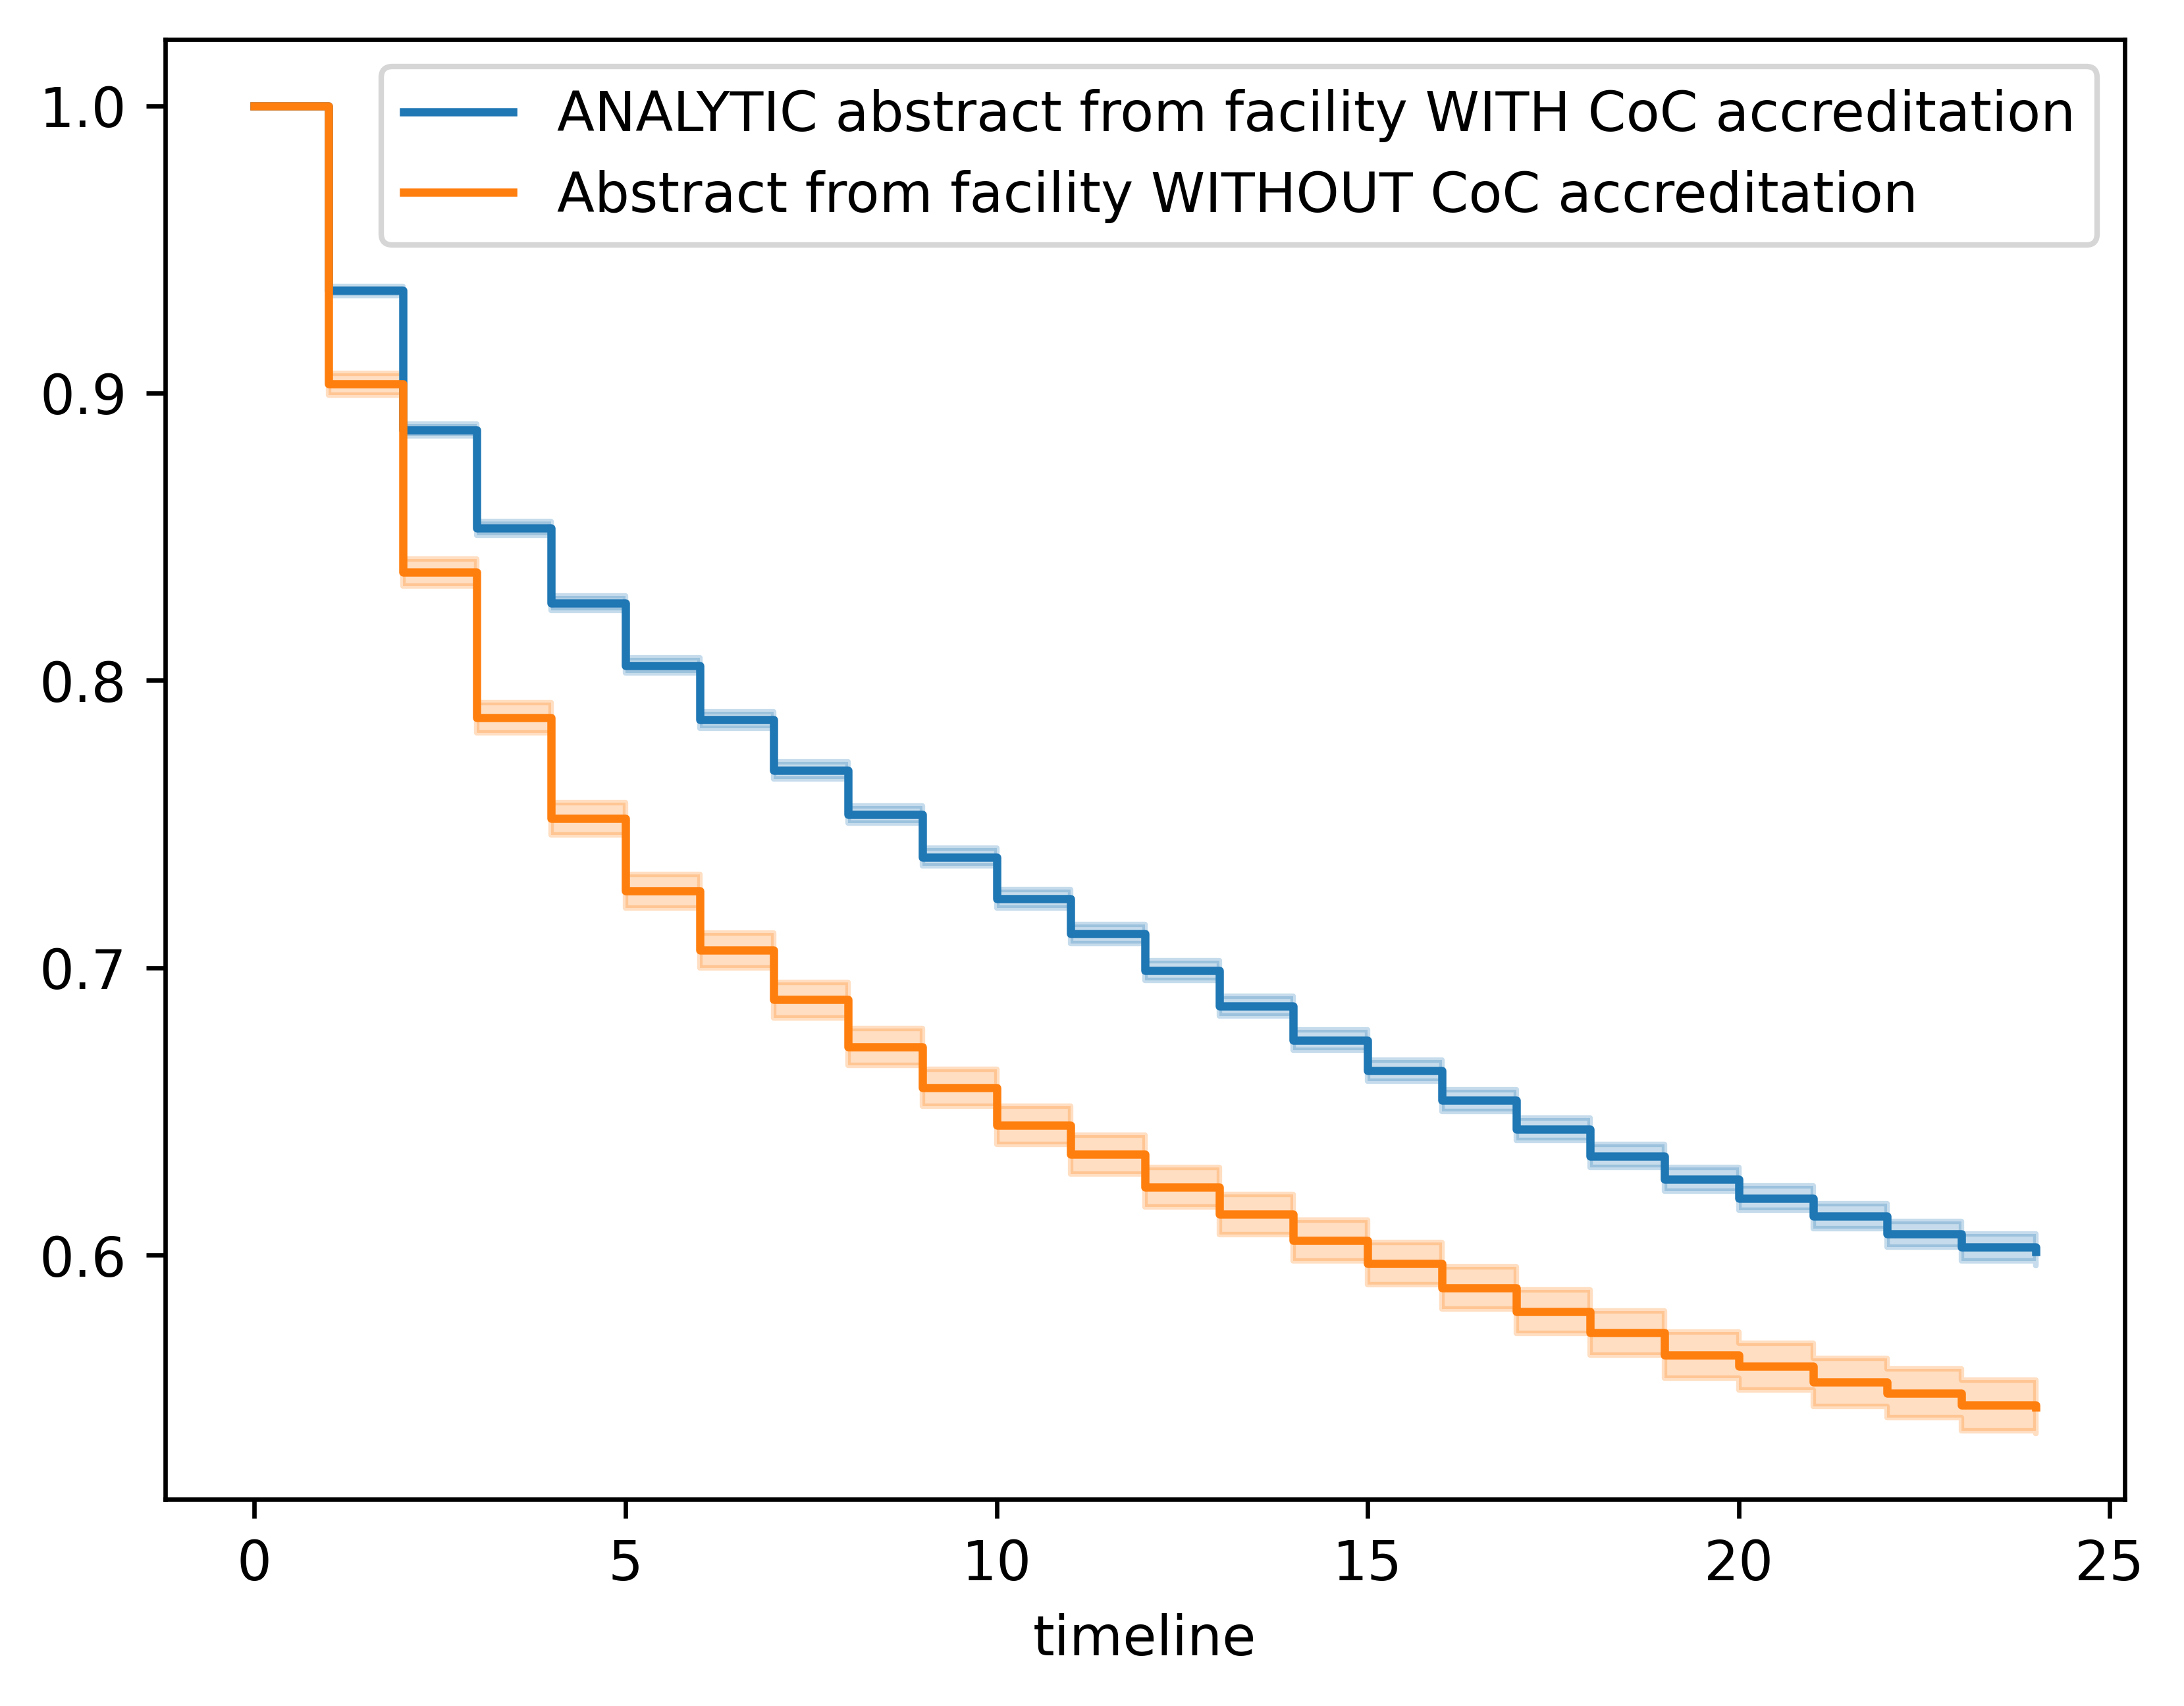 1.0
0.9
0.8
0.7
0.6
ANALYTIC abstract from facility WITH CoC accreditation
Abstract from facility WITHOUT CoC accreditation
0 5 10 15 20 25
timeline